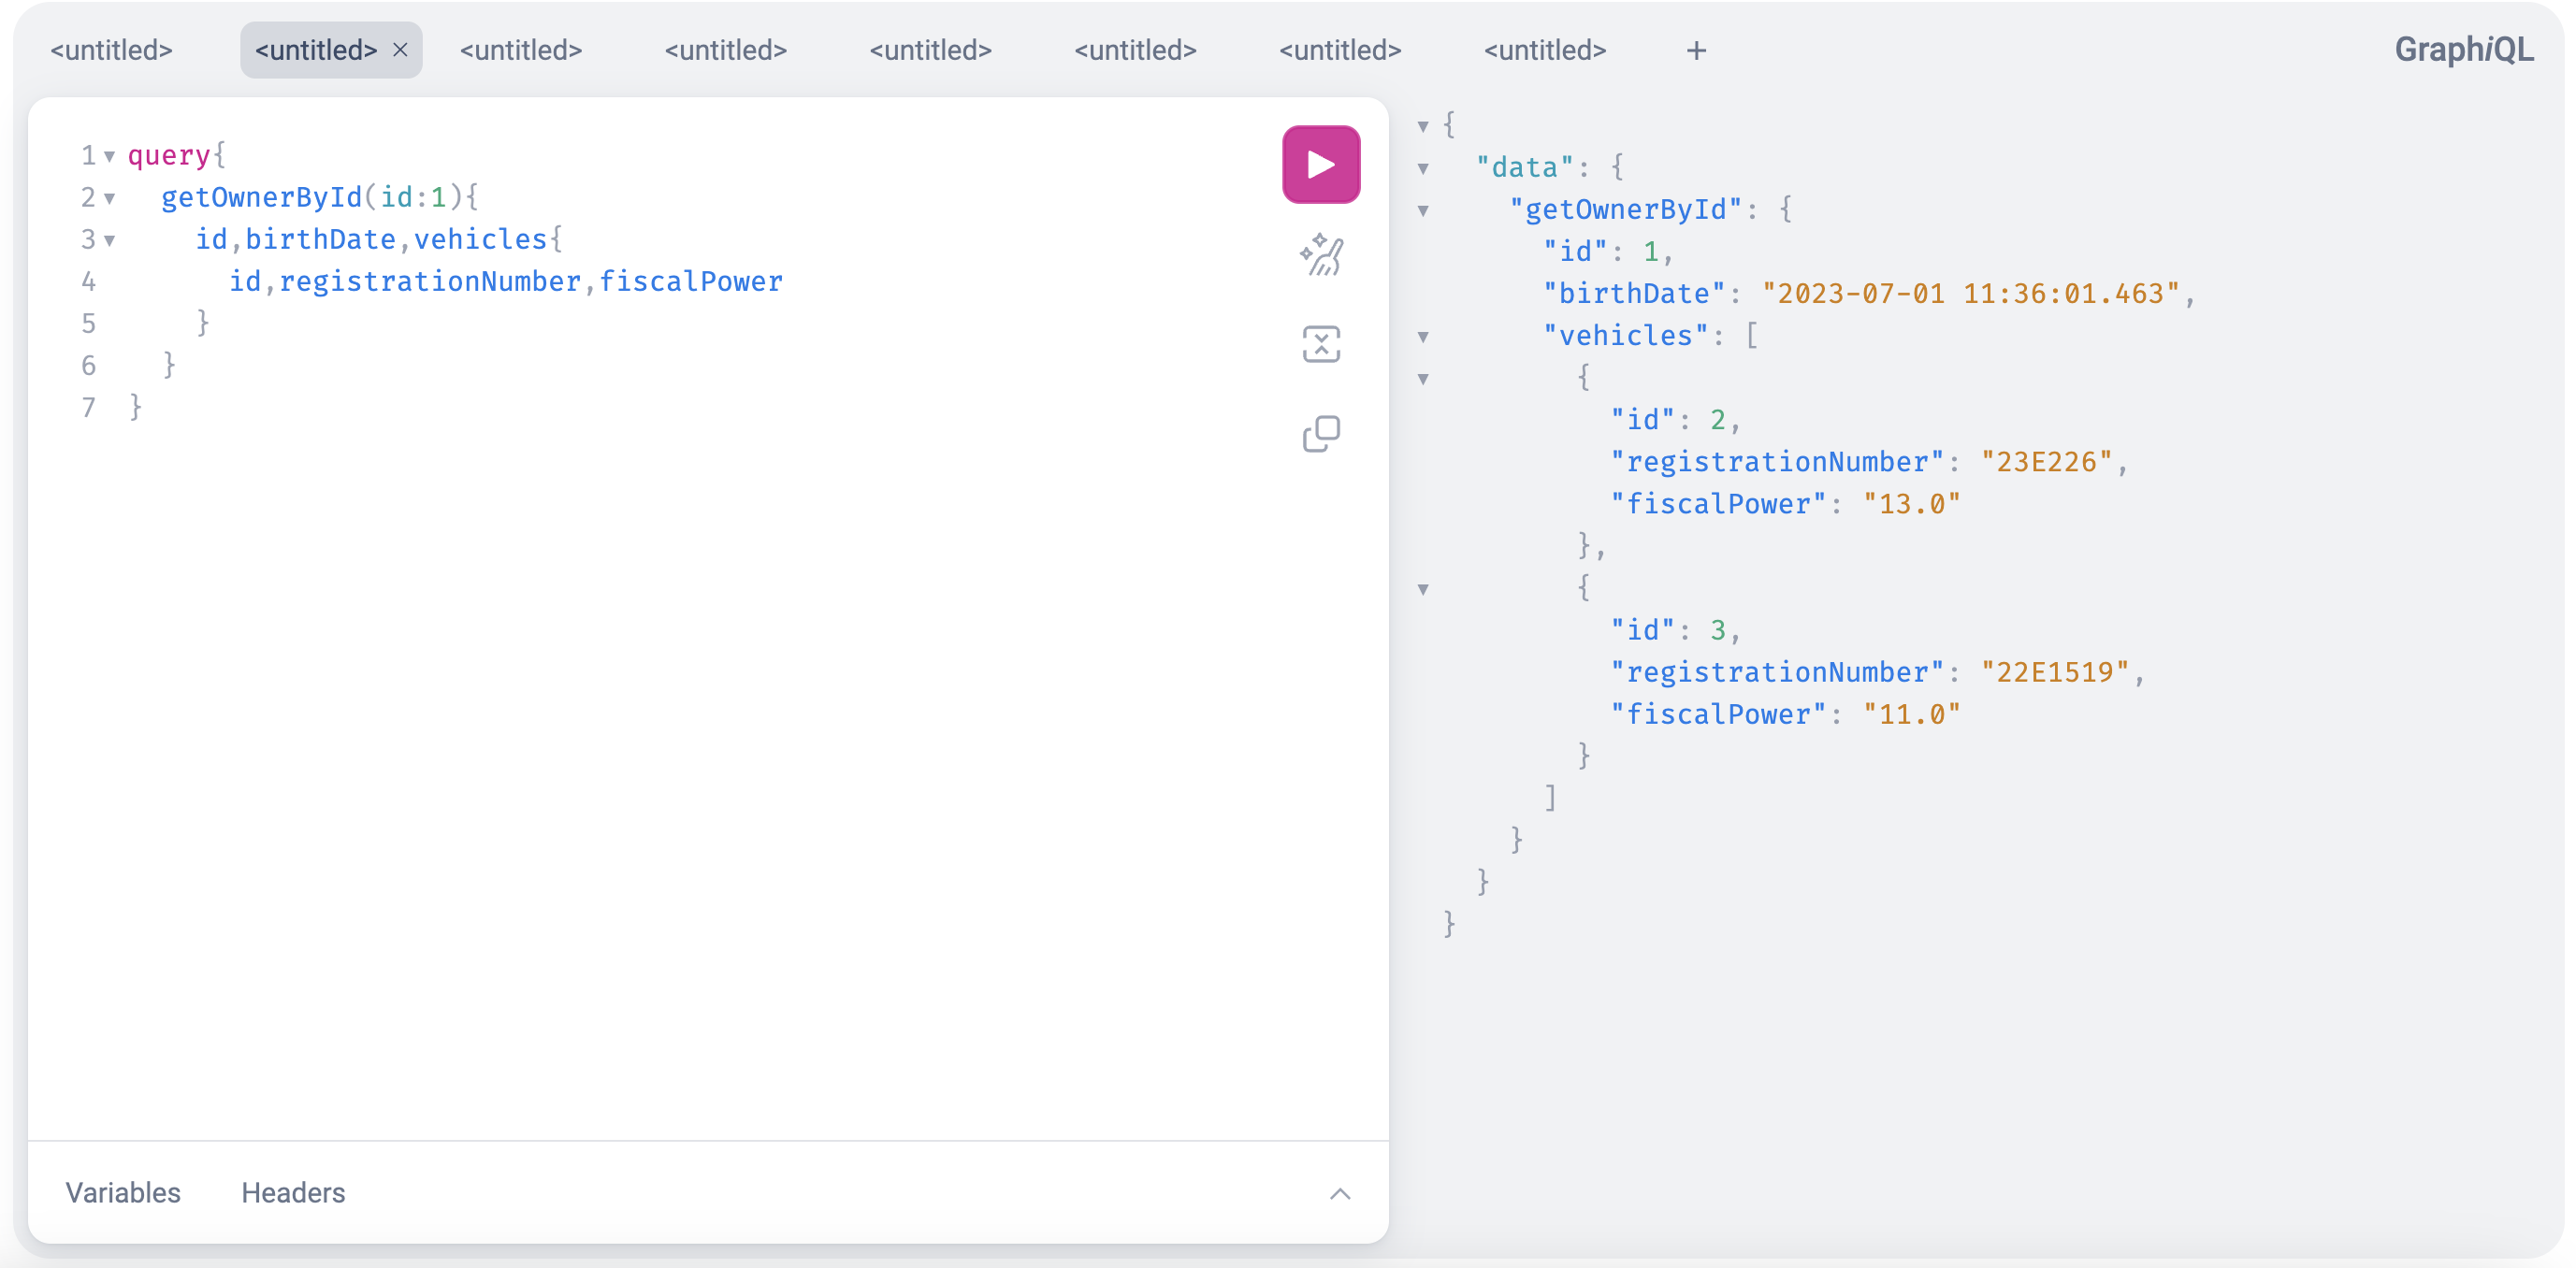 <untitled> <untitled> × <untitled> <untitled> <untitled> <untitled> <untitled> <untitled> + GraphiQL
1 query{
2   getOwnerById(id:1){
3     id,birthDate,vehicles{
4       id,registrationNumber,fiscalPower
5     }
6   }
7 }
Variables Headers
{
  "data": {
    "getOwnerById": {
      "id": 1,
      "birthDate": "2023-07-01 11:36:01.463",
      "vehicles": [
        {
          "id": 2,
          "registrationNumber": "23E226",
          "fiscalPower": "13.0"
        },
        {
          "id": 3,
          "registrationNumber": "22E1519",
          "fiscalPower": "11.0"
        }
      ]
    }
  }
}